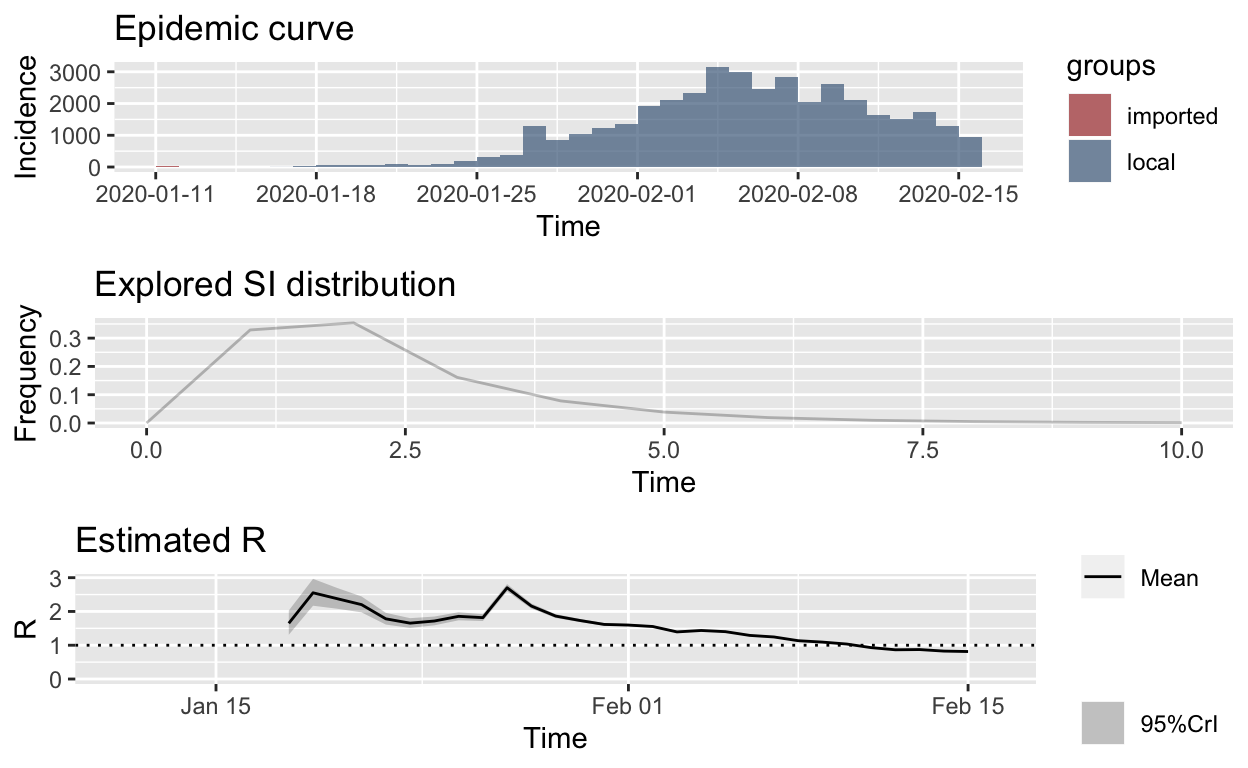 Epidemic curve
Incidence
3000
2000
1000
0
2020-01-11 2020-01-18 2020-01-25 2020-02-01 2020-02-08 2020-02-15
Time
groups
imported
local
Explored SI distribution
Frequency
0.3
0.2
0.1
0.0
0.0 2.5 5.0 7.5 10.0
Time
Estimated R
R
3
2
1
0
Jan 15 Feb 01 Feb 15
Time
Mean
95%CrI